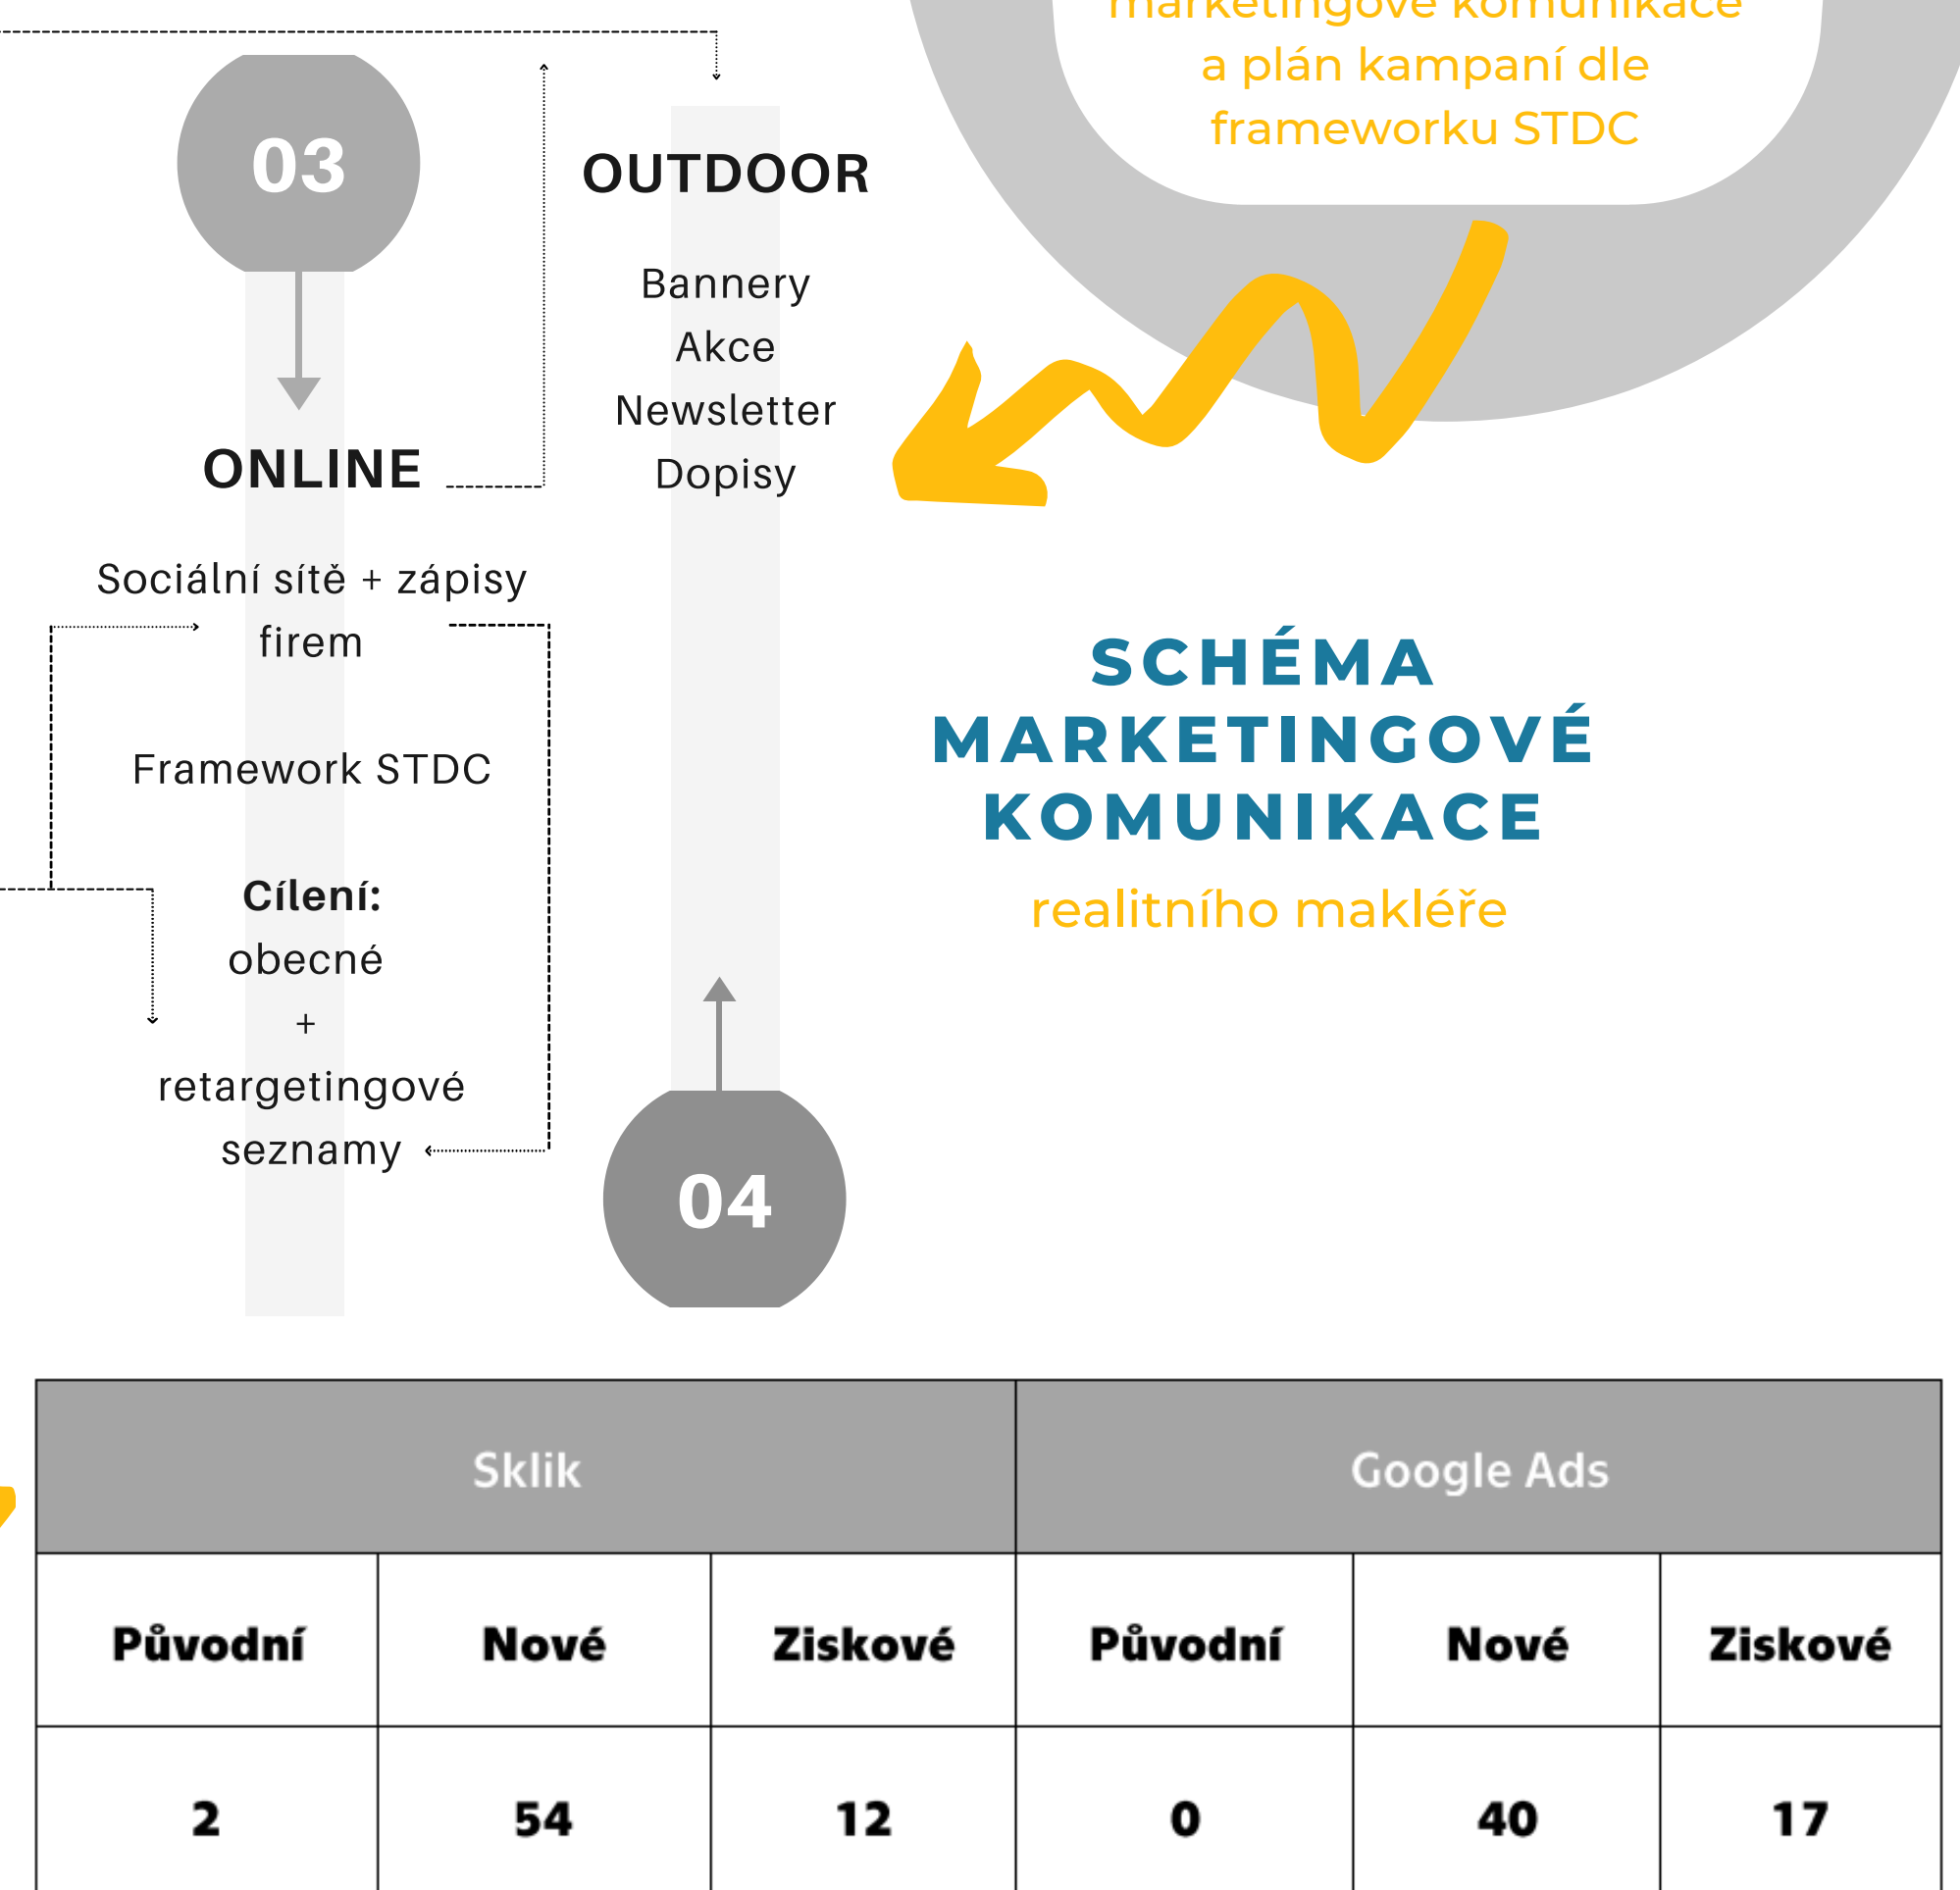 marketingové komunikace
a plán kampaní dle
frameworku STDC
03
ONLINE
Sociální sítě + zápisy
firem
Framework STDC
Cílení:
obecné
+
retargetingové
seznamy
OUTDOOR
Bannery
Akce
Newsletter
Dopisy
04
SCHÉMA
MARKETINGOVÉ
KOMUNIKACE
realitního makléře
Sklik Google Ads
Původní Nové Ziskové Původní Nové Ziskové
2 54 12 0 40 17